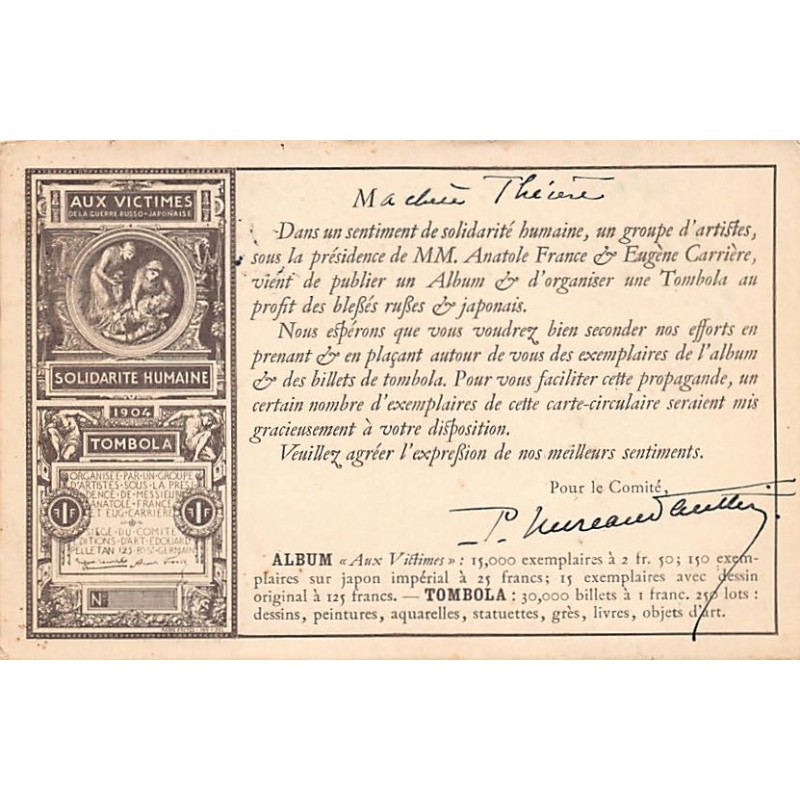 AUX VICTIMES
DE LA GUERRE RUSSO-JAPONAISE
SOLIDARITE HUMAINE
1904
TOMBOLA
ORGANISEE·PAR·UN·GROUPE
D'ARTISTES·SOUS·LA·PRESI
DENCE·DE·MESSIEURS
ANATOLE·FRANCE
ET EUG·CARRIÈRE
SIÈGE·DU·COMITE
EDITIONS·D'ART·EDOUARD
PELLETAN·125·Bd St·GERMAIN
1F
1F
No
Ma chère Thérèse
Dans un sentiment de solidarité humaine, un groupe d'artistes,
sous la présidence de MM. Anatole France & Eugène Carrière,
vient de publier un Album & d'organiser une Tombola au
profit des bleßés rußes & japonais.
Nous espérons que vous voudrez bien seconder nos efforts en
prenant & en plaçant autour de vous des exemplaires de l'album
& des billets de tombola. Pour vous faciliter cette propagande, un
certain nombre d'exemplaires de cette carte-circulaire seraient mis
gracieusement à votre disposition.
Veuillez agréer l'expreßion de nos meilleurs sentiments.
Pour le Comité,
ALBUM « Aux Victimes » : 15,000 exemplaires à 2 fr. 50; 150 exem-
plaires sur japon impérial à 25 francs; 15 exemplaires avec dessin
original à 125 francs. — TOMBOLA : 30,000 billets à 1 franc. 250 lots :
dessins, peintures, aquarelles, statuettes, grès, livres, objets d'art.